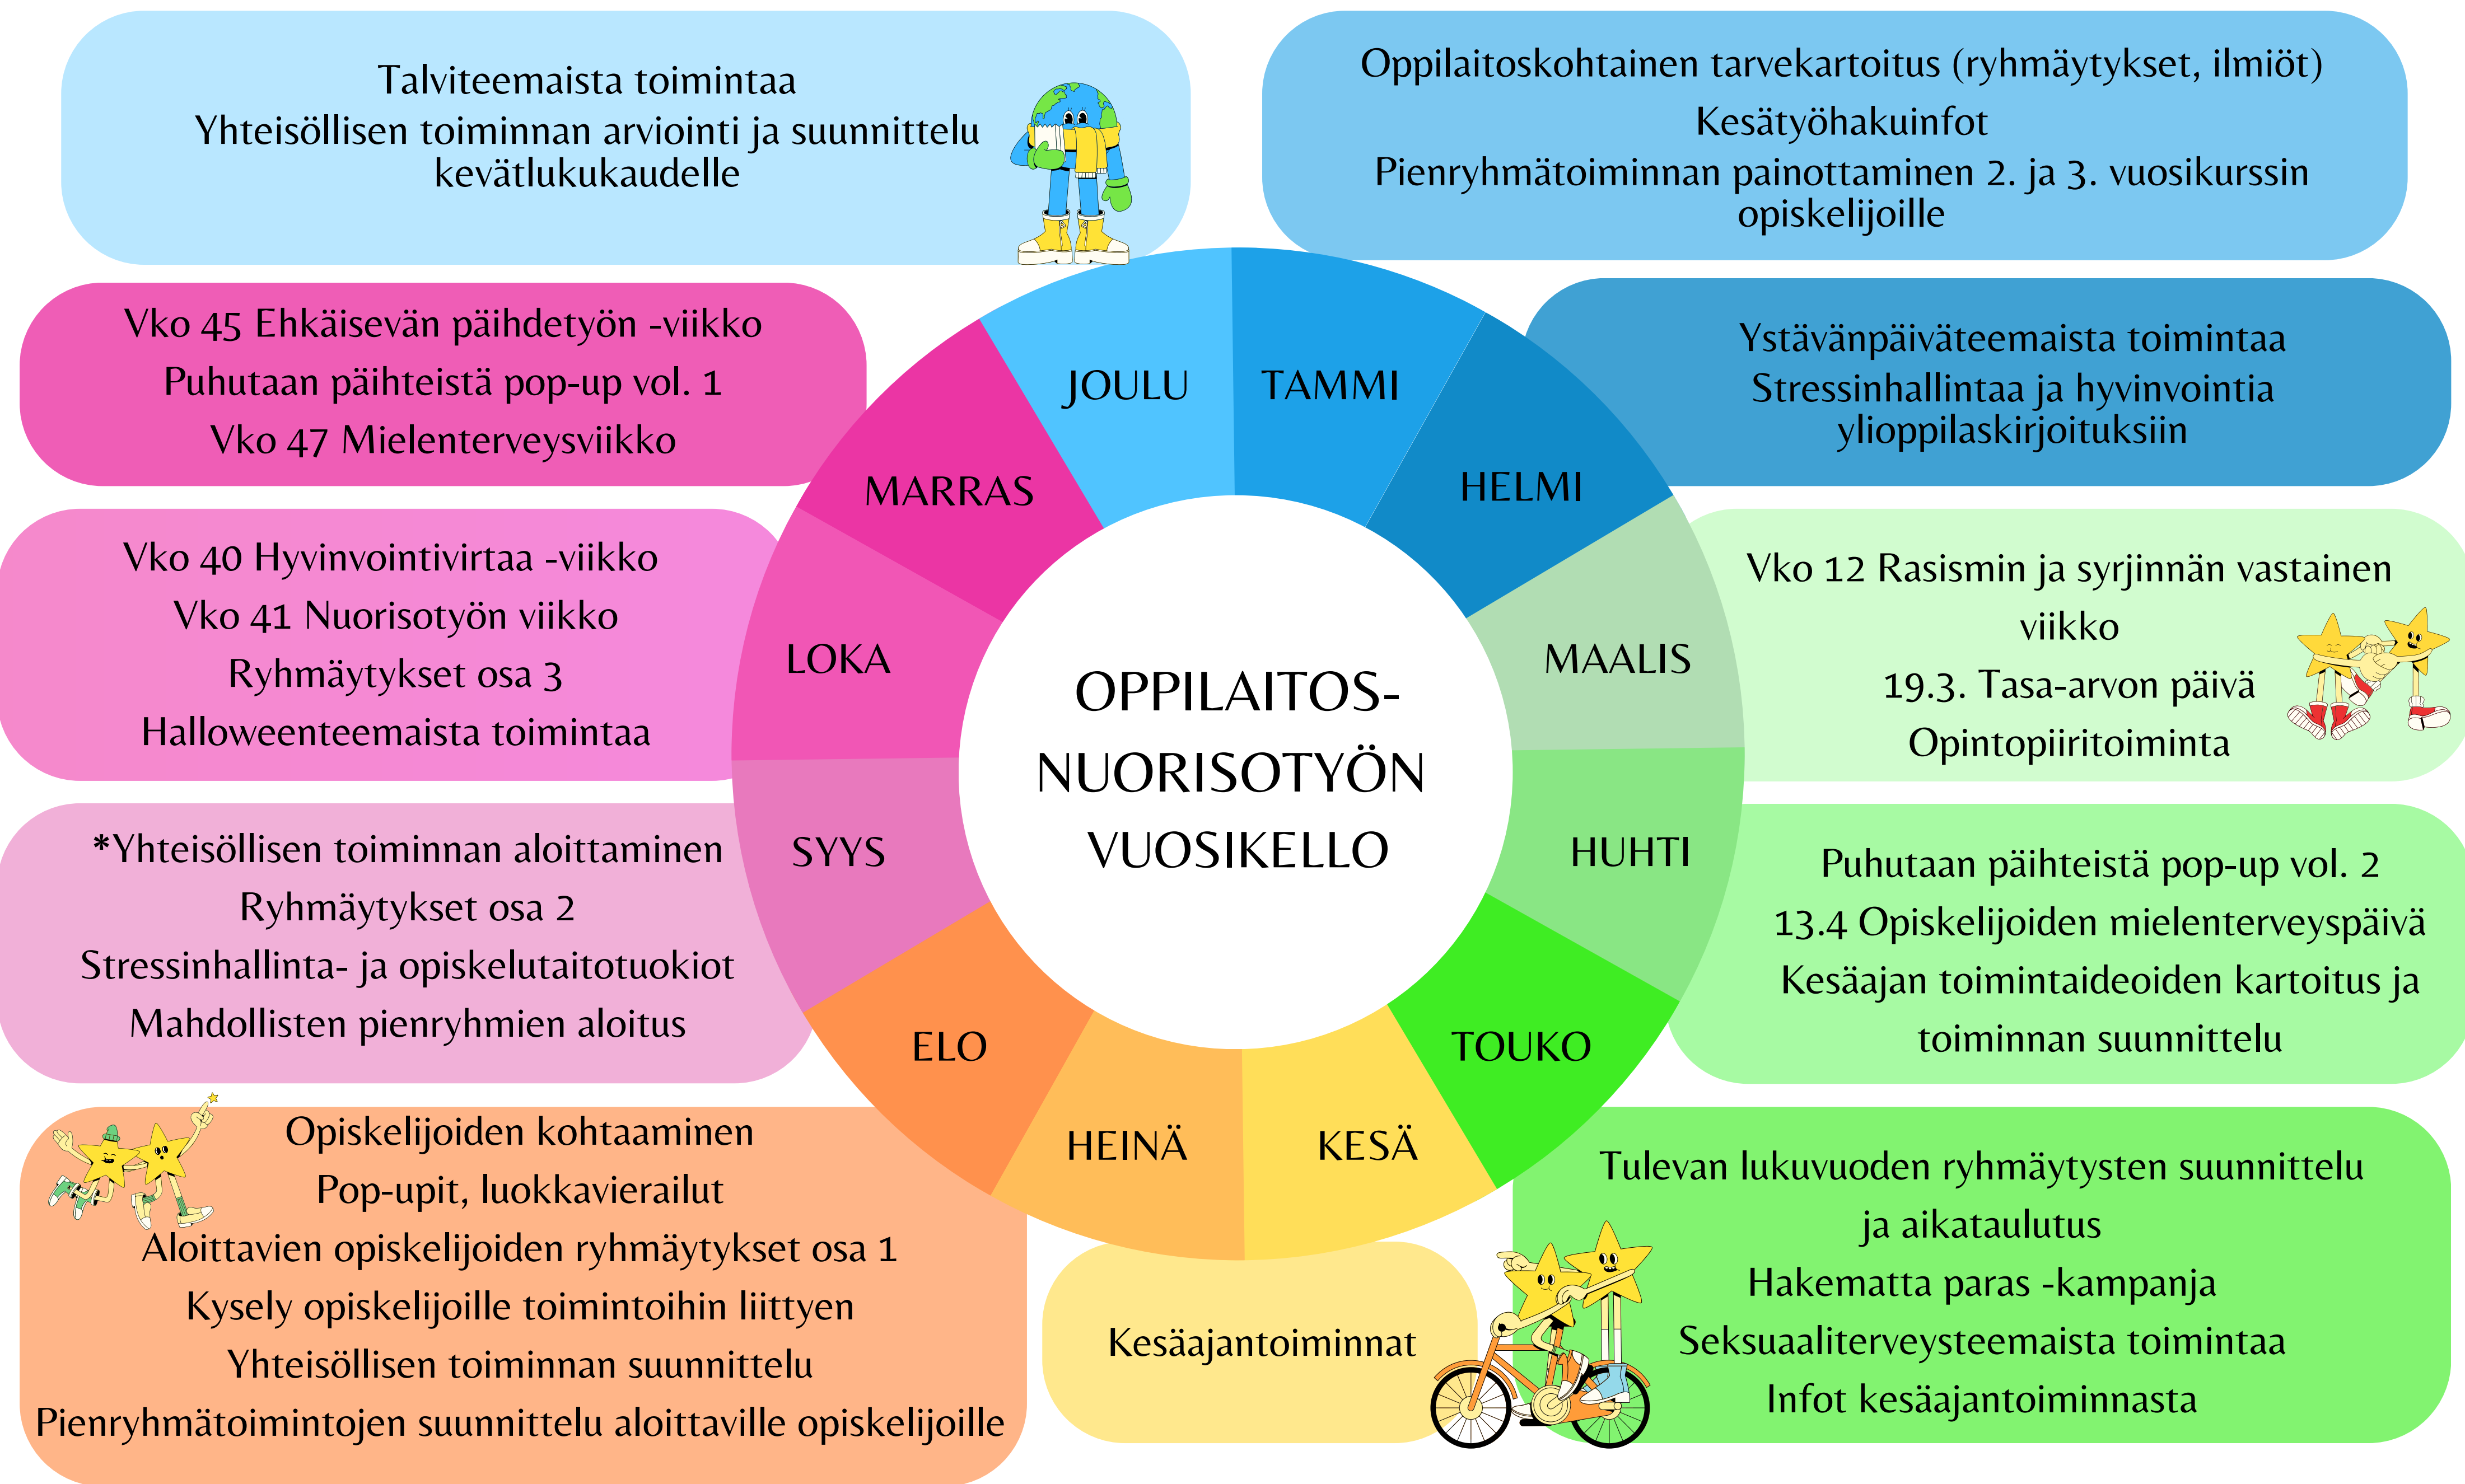 Talviteemaista toimintaa
Yhteisöllisen toiminnan arviointi ja suunnittelu
kevätlukukaudelle
Oppilaitoskohtainen tarvekartoitus (ryhmäytykset, ilmiöt)
Kesätyöhakuinfot
Pienryhmätoiminnan painottaminen 2. ja 3. vuosikurssin
opiskelijoille
Vko 45 Ehkäisevän päihdetyön -viikko
Puhutaan päihteistä pop-up vol. 1
Vko 47 Mielenterveysviikko
Ystävänpäiväteemaista toimintaa
Stressinhallintaa ja hyvinvointia
ylioppilaskirjoituksiin
Vko 40 Hyvinvointivirtaa -viikko
Vko 41 Nuorisotyön viikko
Ryhmäytykset osa 3
Halloweenteemaista toimintaa
Vko 12 Rasismin ja syrjinnän vastainen
viikko
19.3. Tasa-arvon päivä
Opintopiiritoiminta
*Yhteisöllisen toiminnan aloittaminen
Ryhmäytykset osa 2
Stressinhallinta- ja opiskelutaitotuokiot
Mahdollisten pienryhmien aloitus
Puhutaan päihteistä pop-up vol. 2
13.4 Opiskelijoiden mielenterveyspäivä
Kesäajan toimintaideoiden kartoitus ja
toiminnan suunnittelu
Opiskelijoiden kohtaaminen
Pop-upit, luokkavierailut
Aloittavien opiskelijoiden ryhmäytykset osa 1
Kysely opiskelijoille toimintoihin liittyen
Yhteisöllisen toiminnan suunnittelu
Pienryhmätoimintojen suunnittelu aloittaville opiskelijoille
Kesäajantoiminnat
Tulevan lukuvuoden ryhmäytysten suunnittelu
ja aikataulutus
Hakematta paras -kampanja
Seksuaaliterveysteemaista toimintaa
Infot kesäajantoiminnasta
JOULU
TAMMI
HELMI
MAALIS
HUHTI
TOUKO
KESÄ
HEINÄ
ELO
SYYS
LOKA
MARRAS
OPPILAITOS-
NUORISOTYÖN
VUOSIKELLO